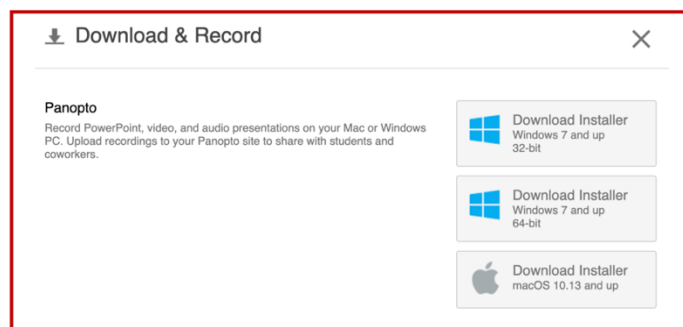 Download & Record
Panopto
Record PowerPoint, video, and audio presentations on your Mac or Windows
PC. Upload recordings to your Panopto site to share with students and
coworkers.
Download Installer
Windows 7 and up
32-bit
Download Installer
Windows 7 and up
64-bit
Download Installer
macOS 10.13 and up